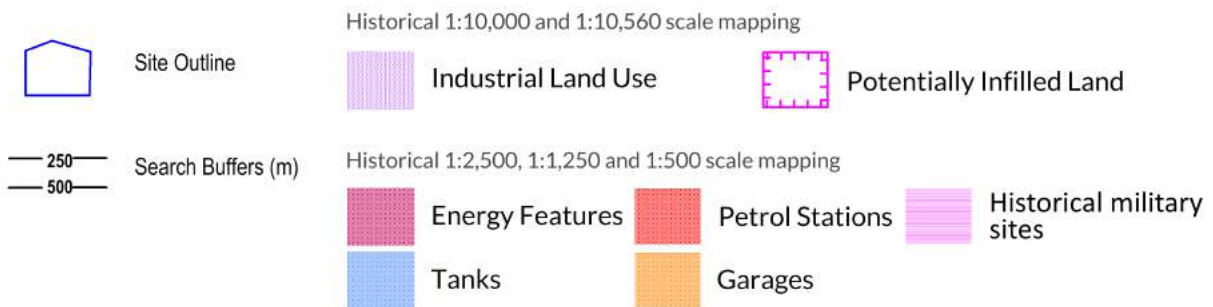 Historical 1:10,000 and 1:10,560 scale mapping
Site Outline
Industrial Land Use
Potentially Infilled Land
250
500
Search Buffers (m)
Historical 1:2,500, 1:1,250 and 1:500 scale mapping
Energy Features
Petrol Stations
Historical military
sites
Tanks
Garages